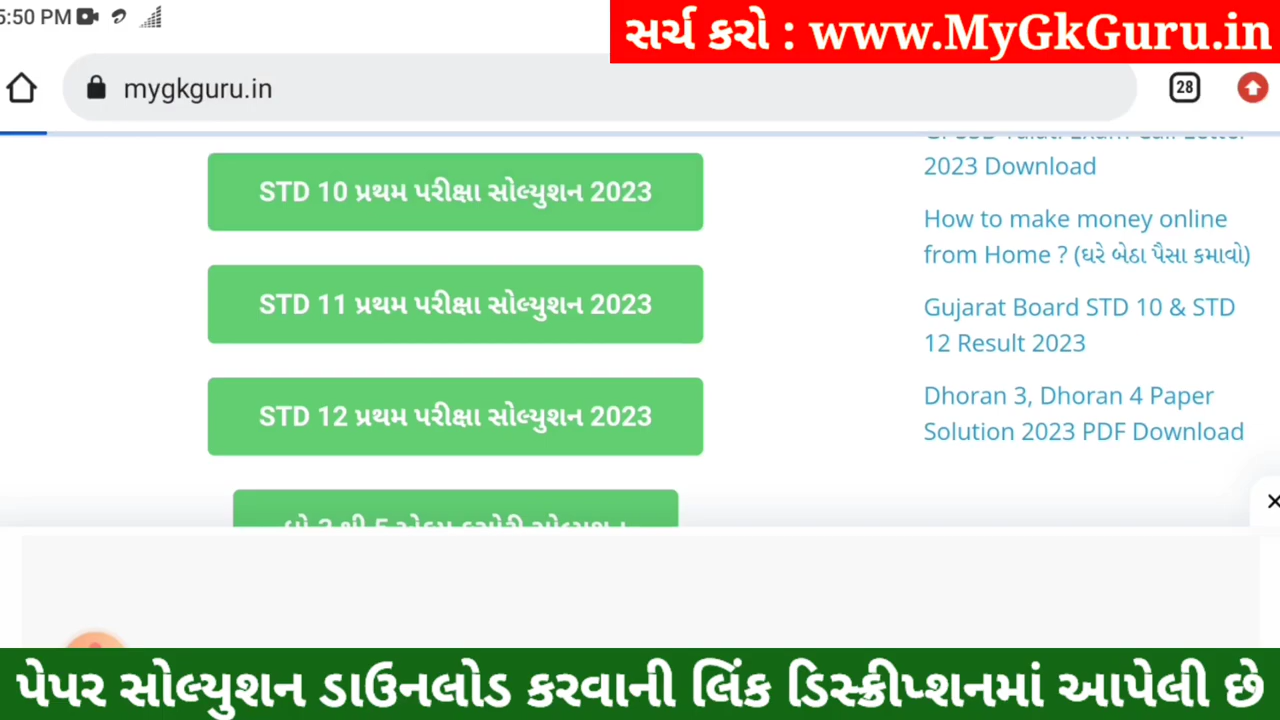 5:50 PM
સર્ચ કરો : www.MyGkGuru.in
mygkguru.in
28
2023 Download
STD 10 પ્રથમ પરીક્ષા સોલ્યુશન 2023
How to make money online
from Home ? (ઘરે બેઠા પૈસા કમાવો)
STD 11 પ્રથમ પરીક્ષા સોલ્યુશન 2023
Gujarat Board STD 10 & STD
12 Result 2023
STD 12 પ્રથમ પરીક્ષા સોલ્યુશન 2023
Dhoran 3, Dhoran 4 Paper
Solution 2023 PDF Download
પેપર સોલ્યુશન ડાઉનલોડ કરવાની લિંક ડિસ્ક્રીપ્શનમાં આપેલી છે